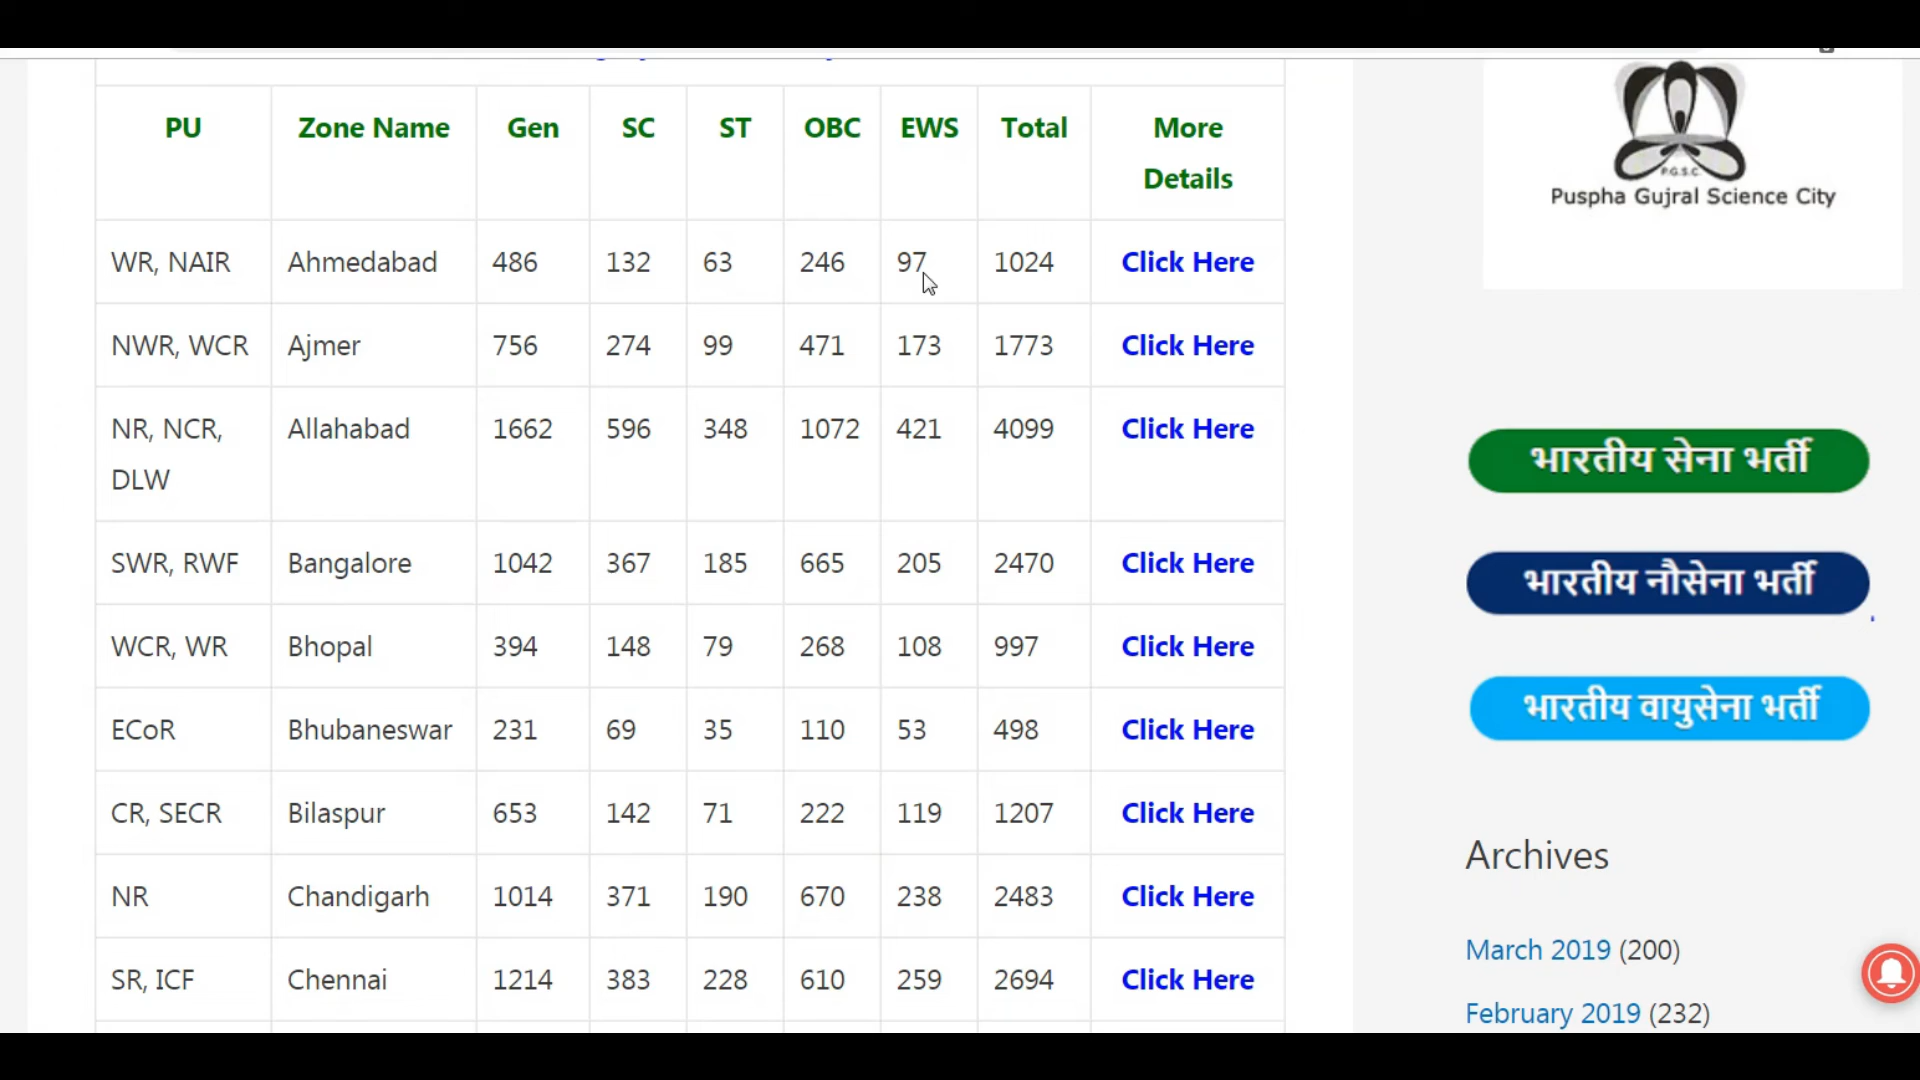 PU Zone Name Gen SC ST OBC EWS Total More
Details
WR, NAIR Ahmedabad 486 132 63 246 97 1024 Click Here
NWR, WCR Ajmer 756 274 99 471 173 1773 Click Here
NR, NCR, Allahabad 1662 596 348 1072 421 4099 Click Here
DLW
SWR, RWF Bangalore 1042 367 185 665 205 2470 Click Here
WCR, WR Bhopal 394 148 79 268 108 997 Click Here
ECoR Bhubaneswar 231 69 35 110 53 498 Click Here
CR, SECR Bilaspur 653 142 71 222 119 1207 Click Here
NR Chandigarh 1014 371 190 670 238 2483 Click Here
SR, ICF Chennai 1214 383 228 610 259 2694 Click Here
P.G.S.C.
Puspha Gujral Science City
भारतीय सेना भर्ती
भारतीय नौसेना भर्ती
भारतीय वायुसेना भर्ती
Archives
March 2019 (200)
February 2019 (232)